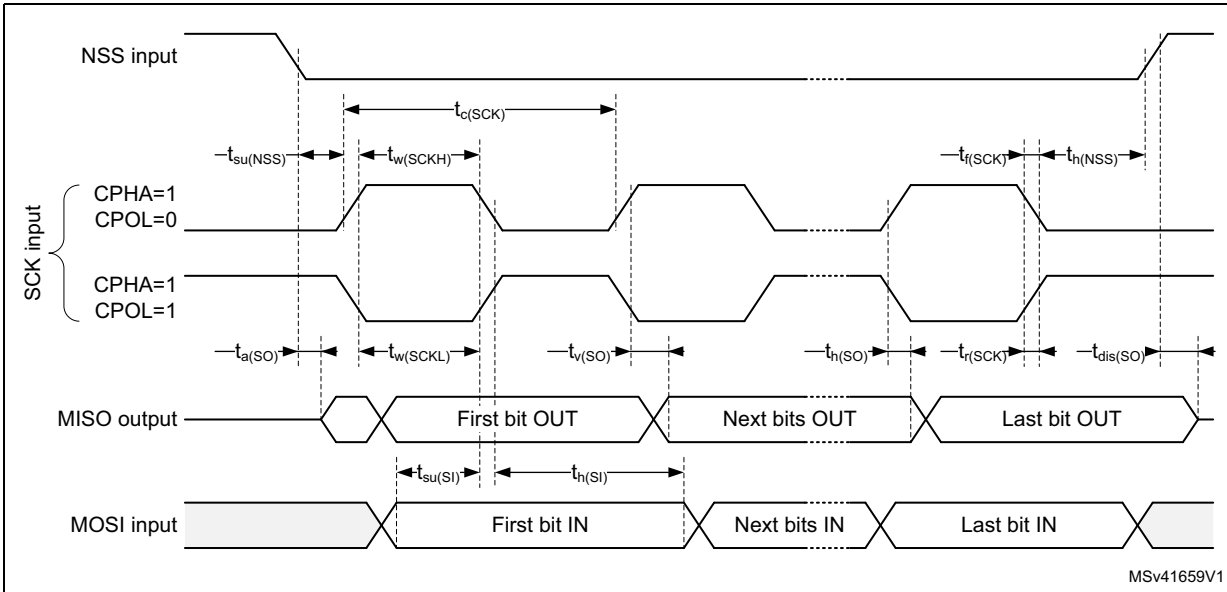 NSS input
tc(SCK)
tsu(NSS)
tw(SCKH)
tf(SCK)
th(NSS)
SCK input
CPHA=1
CPOL=0
CPHA=1
CPOL=1
ta(SO)
tw(SCKL)
tv(SO)
th(SO)
tr(SCK)
tdis(SO)
MISO output
First bit OUT
Next bits OUT
Last bit OUT
tsu(SI)
th(SI)
MOSI input
First bit IN
Next bits IN
Last bit IN
MSv41659V1